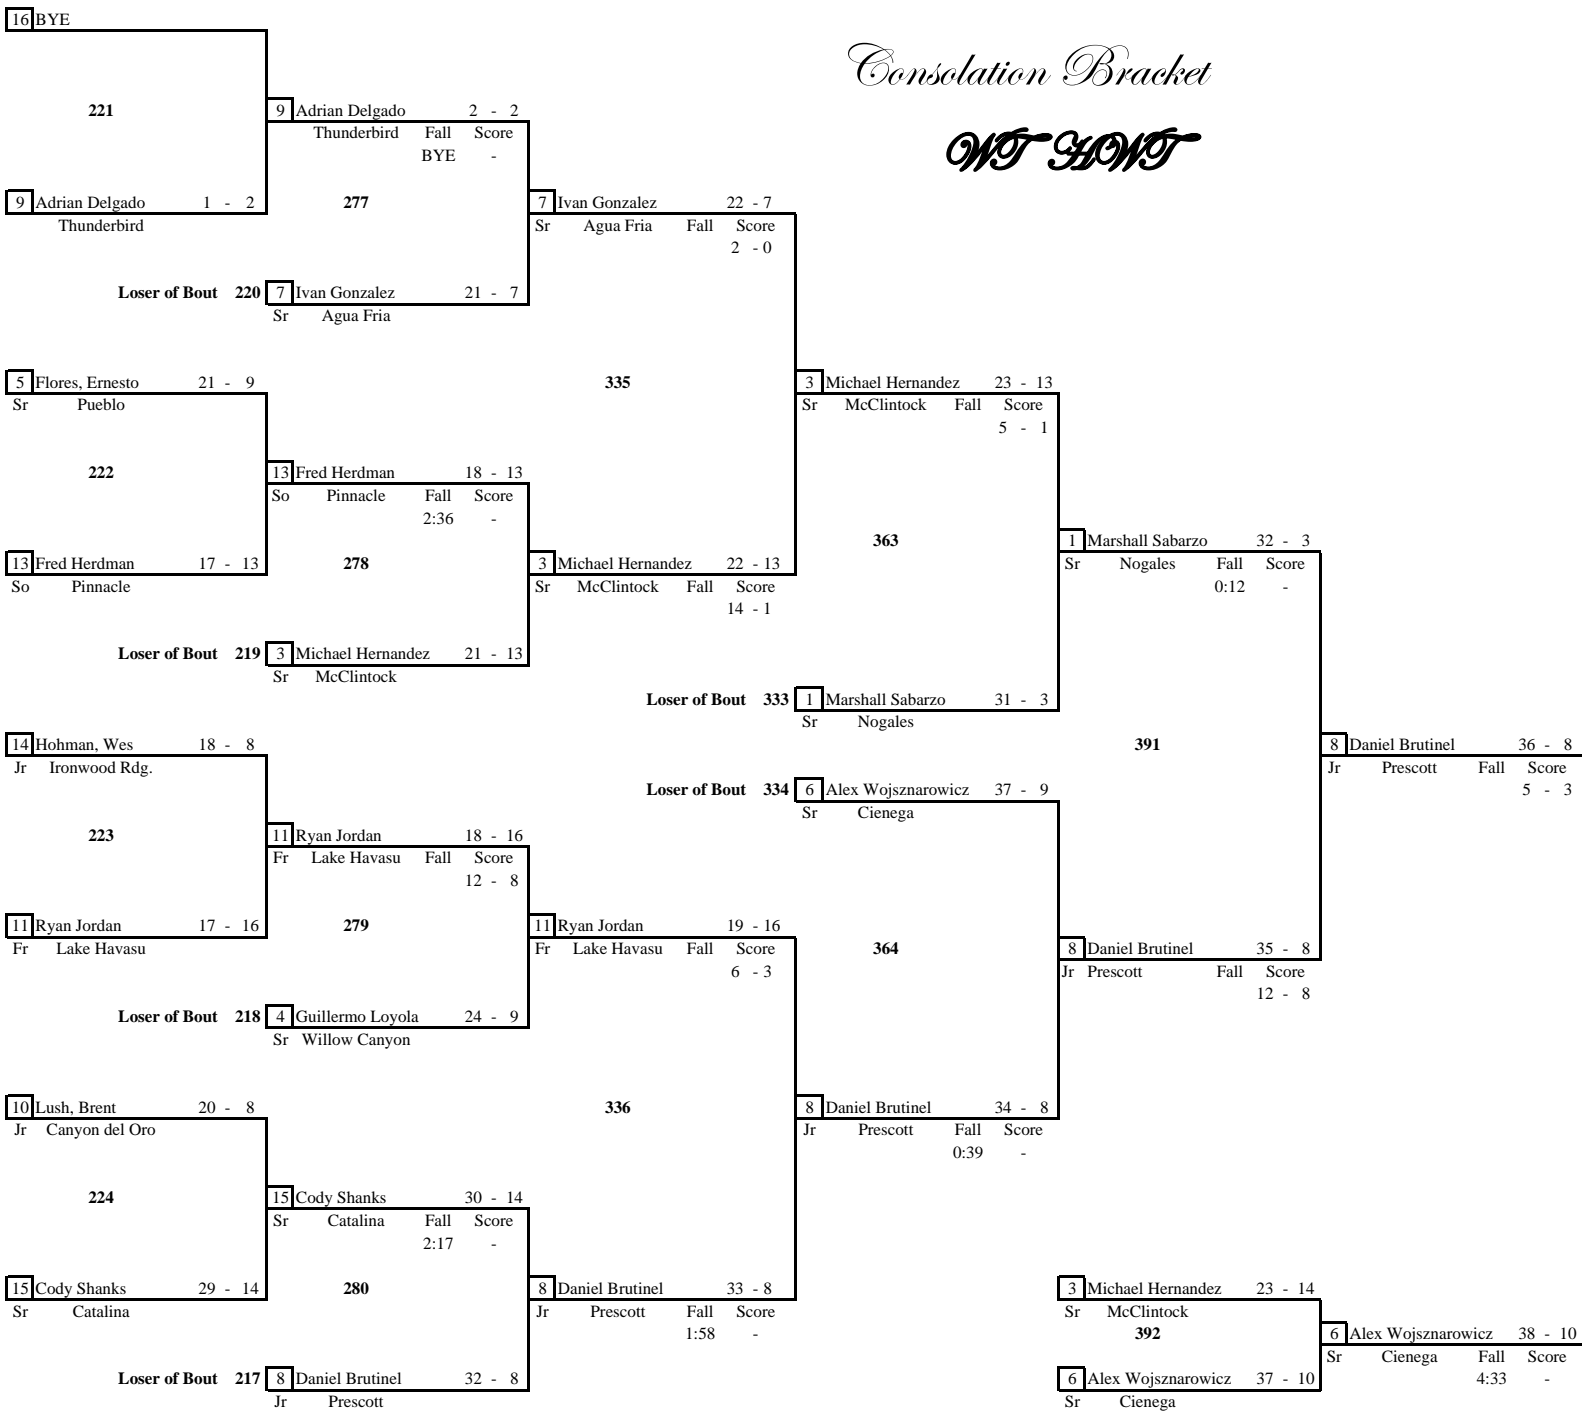 16 BYE
Consolation Bracket
221 9 Adrian Delgado 2 - 2
Thunderbird Fall Score
WT HWT
BYE -
9 Adrian Delgado 1 - 2 277 7 Ivan Gonzalez 22 - 7
Thunderbird Sr Agua Fria Fall Score
2 - 0
Loser of Bout 220 7 Ivan Gonzalez 21 - 7
Sr Agua Fria
5 Flores, Ernesto 21 - 9 335 3 Michael Hernandez 23 - 13
Sr Pueblo Sr McClintock Fall Score
5 - 1
222 13 Fred Herdman 18 - 13
So Pinnacle Fall Score
2:36 -
363 1 Marshall Sabarzo 32 - 3
13 Fred Herdman 17 - 13 278 3 Michael Hernandez 22 - 13 Sr Nogales Fall Score
So Pinnacle Sr McClintock Fall Score 0:12 -
14 - 1
Loser of Bout 219 3 Michael Hernandez 21 - 13
Sr McClintock
Loser of Bout 333 1 Marshall Sabarzo 31 - 3
Sr Nogales
14 Hohman, Wes 18 - 8 391 8 Daniel Brutinel 36 - 8
Jr Ironwood Rdg. Jr Prescott Fall Score
Loser of Bout 334 6 Alex Wojsznarowicz 37 - 9 5 - 3
Sr Cienega
223 11 Ryan Jordan 18 - 16
Fr Lake Havasu Fall Score
12 - 8
11 Ryan Jordan 17 - 16 279 11 Ryan Jordan 19 - 16
Fr Lake Havasu Fr Lake Havasu Fall Score 364 8 Daniel Brutinel 35 - 8
6 - 3 Jr Prescott Fall Score
12 - 8
Loser of Bout 218 4 Guillermo Loyola 24 - 9
Sr Willow Canyon
10 Lush, Brent 20 - 8 336 8 Daniel Brutinel 34 - 8
Jr Canyon del Oro Jr Prescott Fall Score
0:39 -
224 15 Cody Shanks 30 - 14
Sr Catalina Fall Score
2:17 -
15 Cody Shanks 29 - 14 280 8 Daniel Brutinel 33 - 8 3 Michael Hernandez 23 - 14
Sr Catalina Jr Prescott Fall Score Sr McClintock
1:58 - 392 6 Alex Wojsznarowicz 38 - 10
Sr Cienega Fall Score
Loser of Bout 217 8 Daniel Brutinel 32 - 8 6 Alex Wojsznarowicz 37 - 10 4:33 -
Jr Prescott Sr Cienega